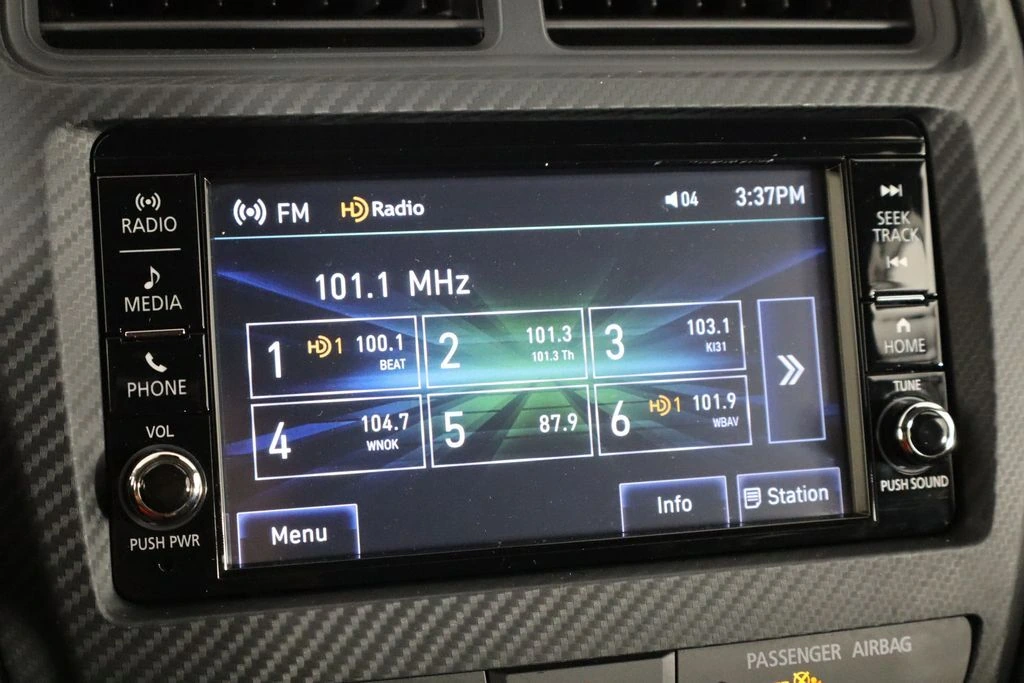 RADIO
MEDIA
PHONE
VOL
PUSH PWR
FM HD Radio 04 3:37PM
101.1 MHz
1 HD1 100.1
BEAT
2 101.3
101.3 Th
3 103.1
KI31
4 104.7
WNOK
5 87.9
6 HD1 101.9
WBAV
Menu
Info
Station
SEEK
TRACK
HOME
TUNE
PUSH SOUND
PASSENGER AIRBAG